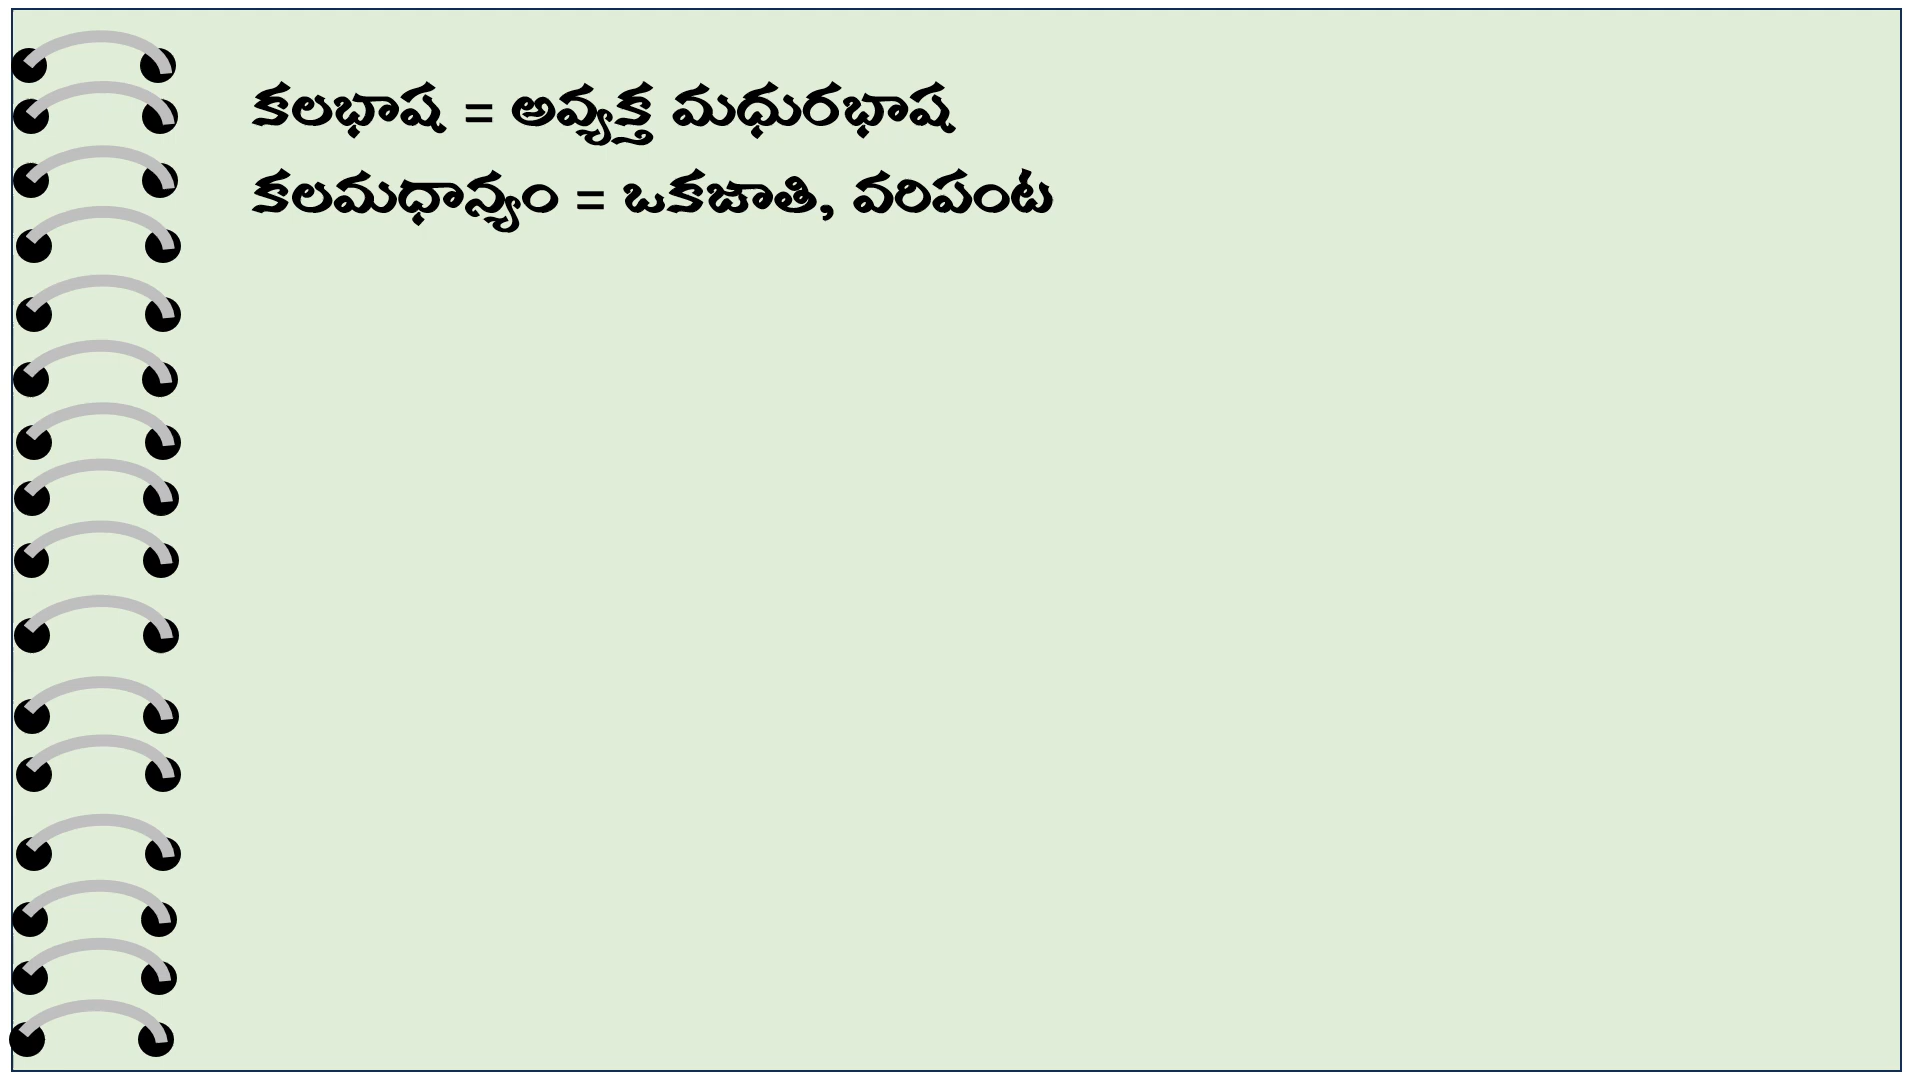 కలభాష = అవ్యక్త మధురభాష
కలమధాన్యం = ఒకజాతి, వరిపంట